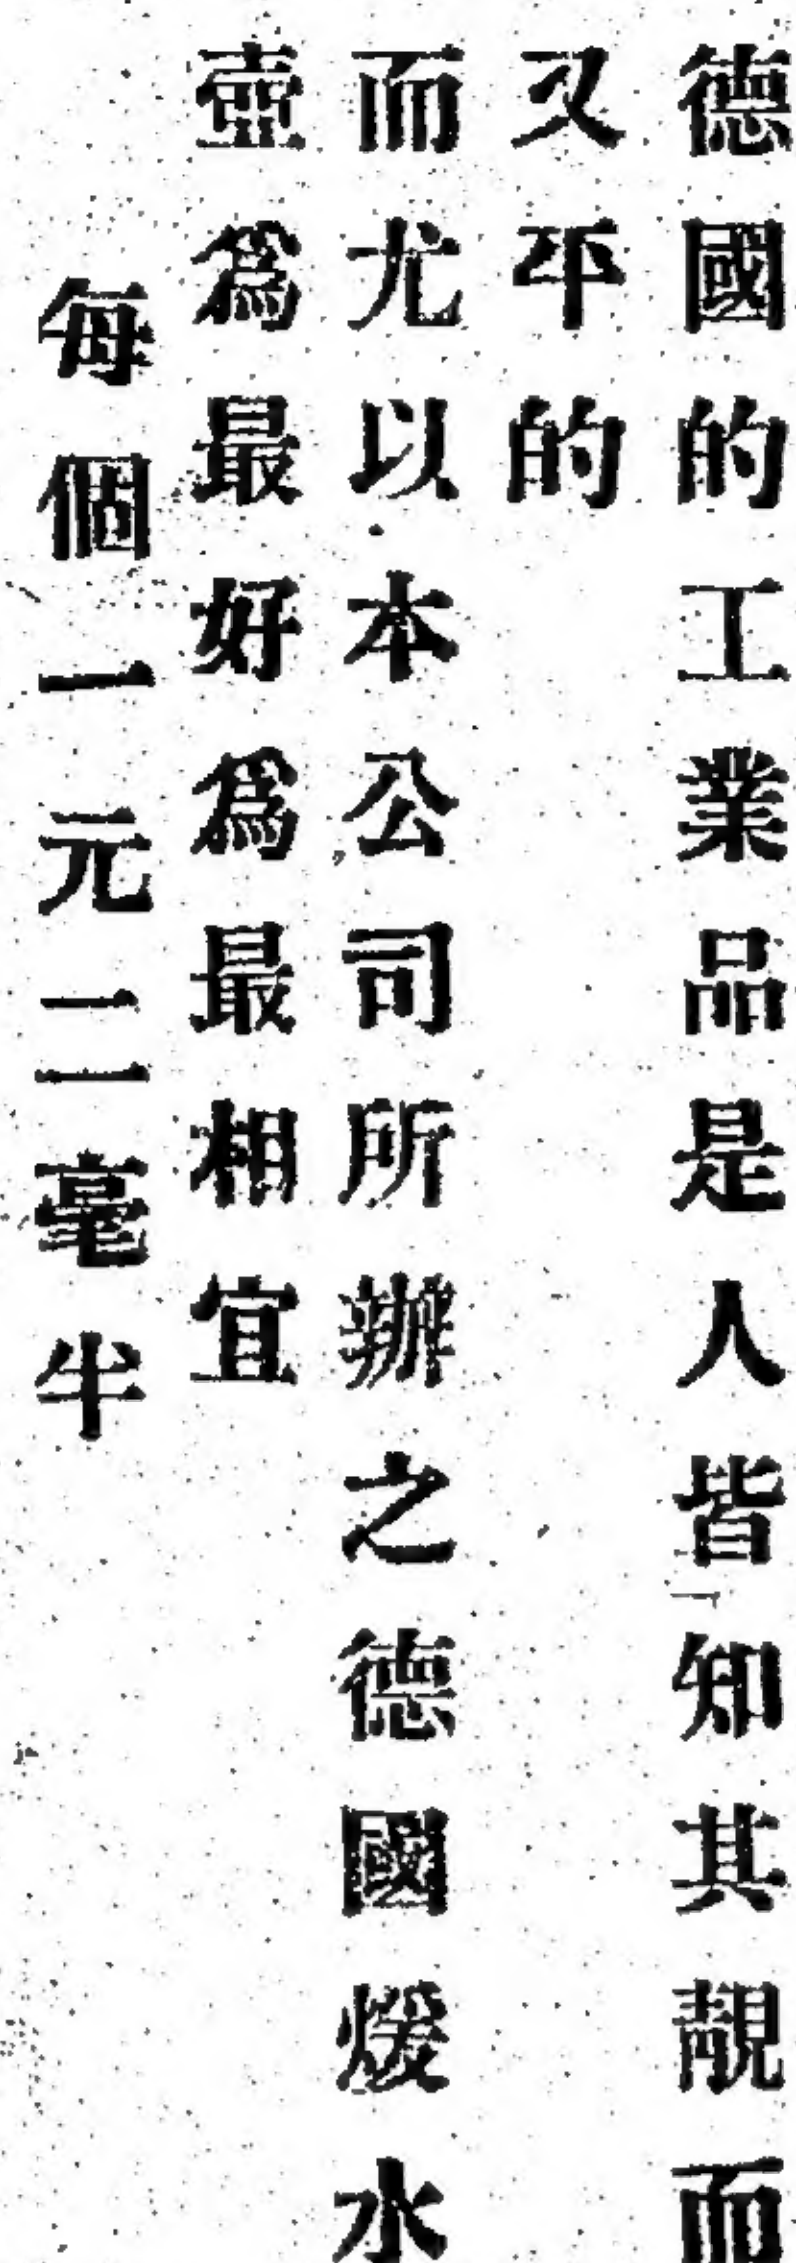 德國的工業品是人皆知其靚而
又平的
而尤以本公司所辦之德國煖水
壺爲最好爲最相宜
每個一元二毫半